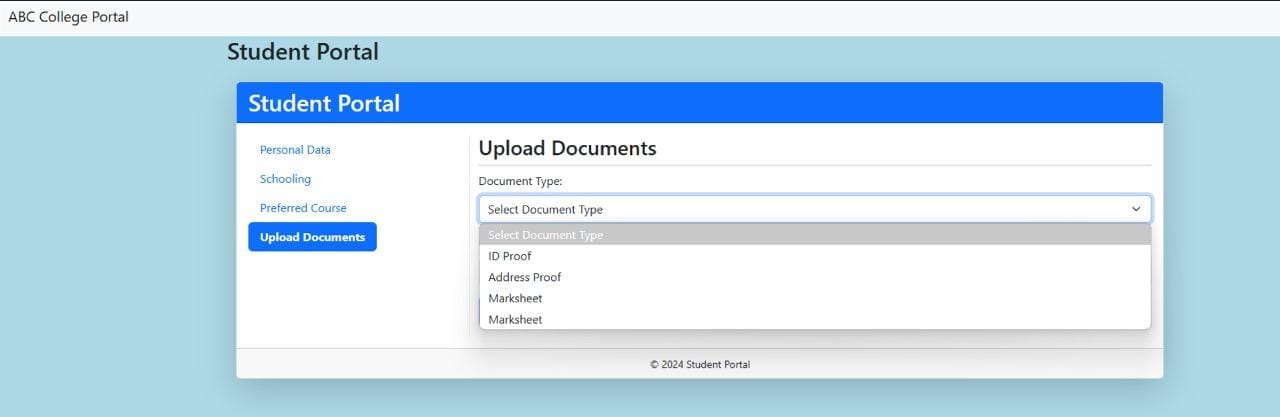 ABC College Portal
Student Portal
Student Portal
Personal Data
Schooling
Preferred Course
Upload Documents
Upload Documents
Document Type:
Select Document Type
Select Document Type
ID Proof
Address Proof
Marksheet
Marksheet
© 2024 Student Portal